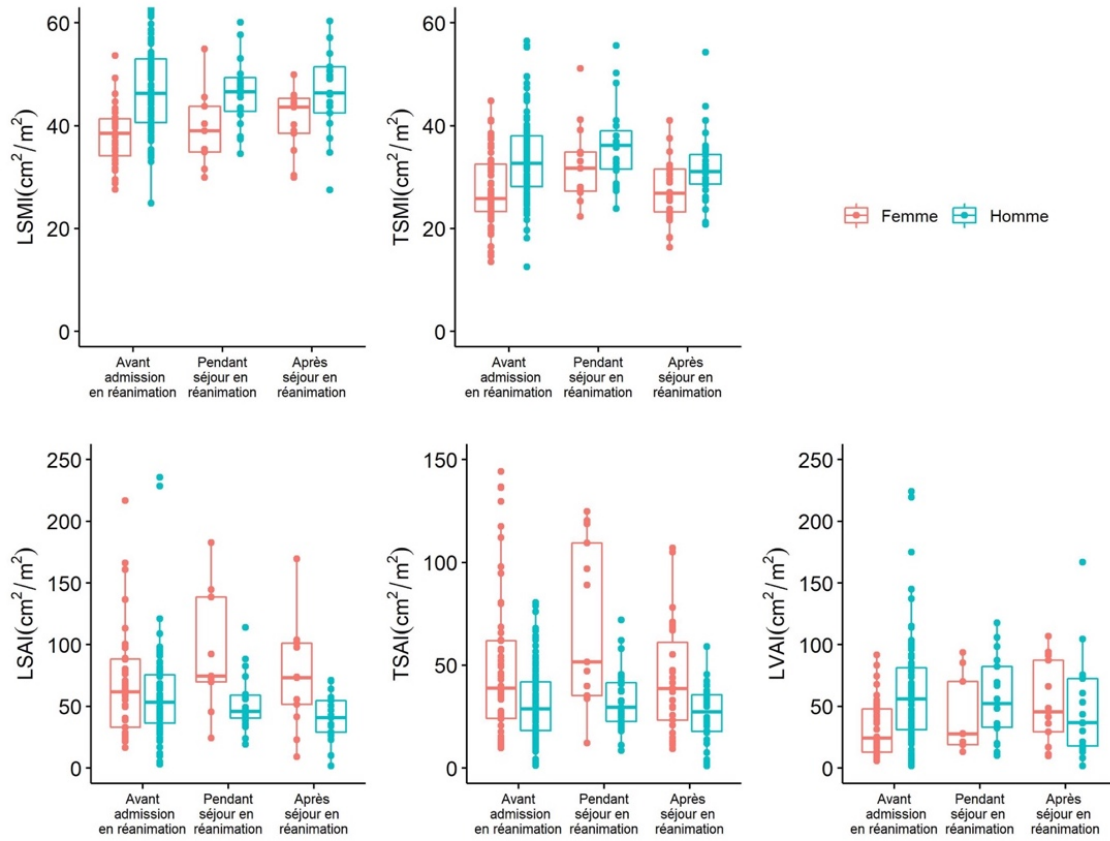 LSMI(cm²/m²)
60
40
20
0
Avant
admission
en réanimation
Pendant
séjour en
réanimation
Après
séjour en
réanimation
TSMI(cm²/m²)
60
40
20
0
Avant
admission
en réanimation
Pendant
séjour en
réanimation
Après
séjour en
réanimation
Femme Homme
LSAI(cm²/m²)
250
200
150
100
50
0
Avant
admission
en réanimation
Pendant
séjour en
réanimation
Après
séjour en
réanimation
TSAI(cm²/m²)
150
100
50
0
Avant
admission
en réanimation
Pendant
séjour en
réanimation
Après
séjour en
réanimation
LVAI(cm²/m²)
250
200
150
100
50
0
Avant
admission
en réanimation
Pendant
séjour en
réanimation
Après
séjour en
réanimation